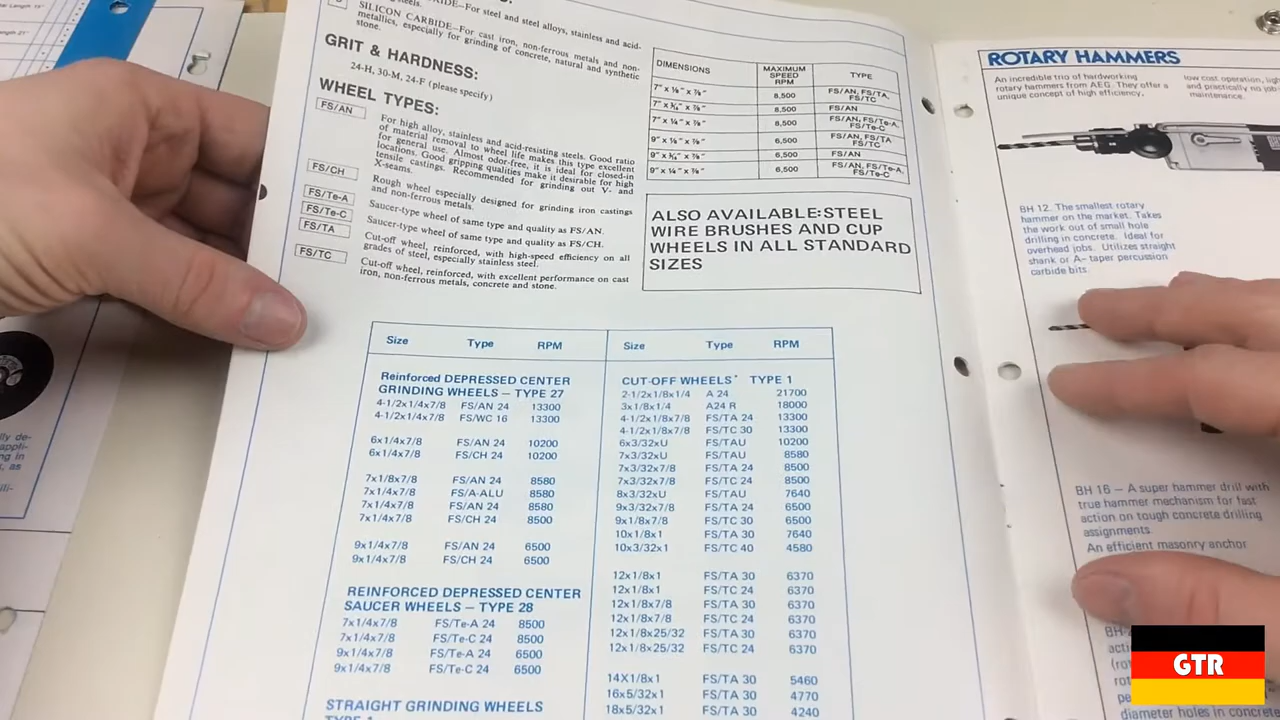 IDE—For steel and steel alloys, stainless and acid-
steels.
SILICON CARBIDE—For cast iron, non-ferrous metals and non-
metallics, especially for grinding of concrete, natural and synthetic
stone.
GRIT & HARDNESS:
24-H, 30-M, 24-F (please specify)
WHEEL TYPES:
FS/AN
For high alloy, stainless and acid-resisting steels. Good ratio
of material removal to wheel life makes this type excellent
for general use. Almost odor-free, it is ideal for closed-in
locations. Good gripping qualities make it desirable for high
tensile castings. Recommended for grinding out V- and
X-seams.
FS/CH
Rough wheel especially designed for grinding iron castings
and non-ferrous metals.
FS/Te-A
Saucer-type wheel of same type and quality as FS/AN.
FS/Te-C
Saucer-type wheel of same type and quality as FS/CH.
FS/TA
Cut-off wheel, reinforced, with high-speed efficiency on all
grades of steel, especially stainless steel.
FS/TC
Cut-off wheel, reinforced, with excellent performance on cast
iron, non-ferrous metals, concrete and stone.
DIMENSIONS MAXIMUM SPEED RPM TYPE
7" x ⅛" x ⅞" 8,500 FS/AN, FS/TA, FS/TC
7" x ¾" x ⅞" 8,500 FS/AN
7" x ¼" x ⅞" 8,500 FS/AN, FS/Te-A, FS/Te-C
9" x ⅛" x ⅞" 6,500 FS/AN, FS/TA FS/TC
9" x ¾" x ⅞" 6,500 FS/AN
9" x ¼" x ⅞" 6,500 FS/AN, FS/Te-A, FS/Te-C
ALSO AVAILABLE: STEEL
WIRE BRUSHES AND CUP
WHEELS IN ALL STANDARD
SIZES
Size Type RPM
Reinforced DEPRESSED CENTER
GRINDING WHEELS — TYPE 27
4-1/2x1/4x7/8 FS/AN 24 13300
4-1/2x1/4x7/8 FS/WC 16 13300
6x1/4x7/8 FS/AN 24 10200
6x1/4x7/8 FS/CH 24 10200
7x1/8x7/8 FS/AN 24 8580
7x1/4x7/8 FS/A-ALU 8580
7x1/4x7/8 FS/AN 24 8580
7x1/4x7/8 FS/CH 24 8500
9x1/4x7/8 FS/AN 24 6500
9x1/4x7/8 FS/CH 24 6500
REINFORCED DEPRESSED CENTER
SAUCER WHEELS — TYPE 28
7x1/4x7/8 FS/Te-A 24 8500
7x1/4x7/8 FS/Te-C 24 8500
9x1/4x7/8 FS/Te-A 24 6500
9x1/4x7/8 FS/Te-C 24 6500
STRAIGHT GRINDING WHEELS
TYPE 1
Size Type RPM
CUT-OFF WHEELS* TYPE 1
2-1/2x1/8x1/4 A 24 21700
3x1/8x1/4 A24 R 18000
4-1/2x1/8x7/8 FS/TA 24 13300
4-1/2x1/8x7/8 FS/TC 30 13300
6x3/32xU FS/TAU 10200
7x3/32xU FS/TAU 8580
7x3/32x7/8 FS/TA 24 8500
7x3/32x7/8 FS/TC 24 8500
8x3/32xU FS/TAU 7640
9x3/32x7/8 FS/TA 24 6500
9x1/8x7/8 FS/TC 30 6500
10x1/8x1 FS/TA 30 7640
10x3/32x1 FS/TC 40 4580
12x1/8x1 FS/TA 30 6370
12x1/8x1 FS/TC 24 6370
12x1/8x7/8 FS/TA 30 6370
12x1/8x7/8 FS/TC 24 6370
12x1/8x25/32 FS/TA 30 6370
12x1/8x25/32 FS/TC 24 6370
14X1/8x1 FS/TA 30 5460
16x5/32x1 FS/TA 30 4770
18x5/32x1 FS/TA 30 4240
ROTARY HAMMERS
An incredible trio of hardworking
rotary hammers from AEG. They offer a
unique concept of high efficiency,
low cost operation, ligh
and practically no job
maintenance.
BH 12. The smallest rotary
hammer on the market. Takes
the work out of small hole
drilling in concrete. Ideal for
overhead jobs. Utilizes straight
shank or A- taper percussion
carbide bits.
BH 16 — A super hammer drill with
true hammer mechanism for fast
action on tough concrete drilling
assignments.
An efficient masonry anchor
BH
acti
(ro
rot
pe
diameter holes in concrete
GTR